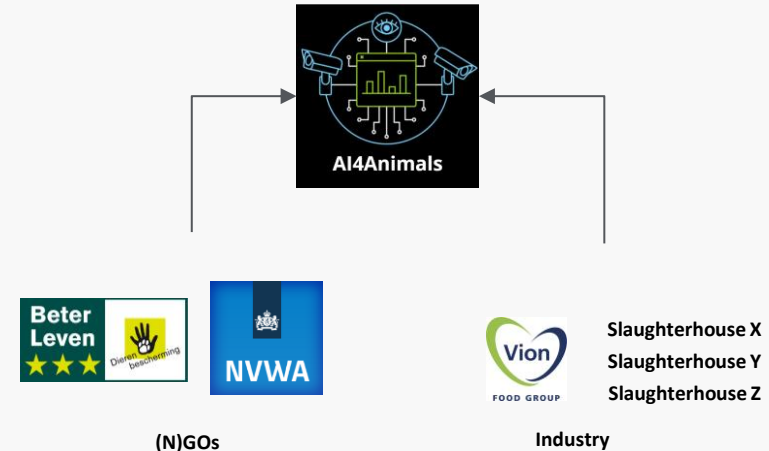 AI4Animals
Beter
Leven
Dieren
bescherming
NVWA
Vion
FOOD GROUP
Slaughterhouse X
Slaughterhouse Y
Slaughterhouse Z
(N)GOs
Industry